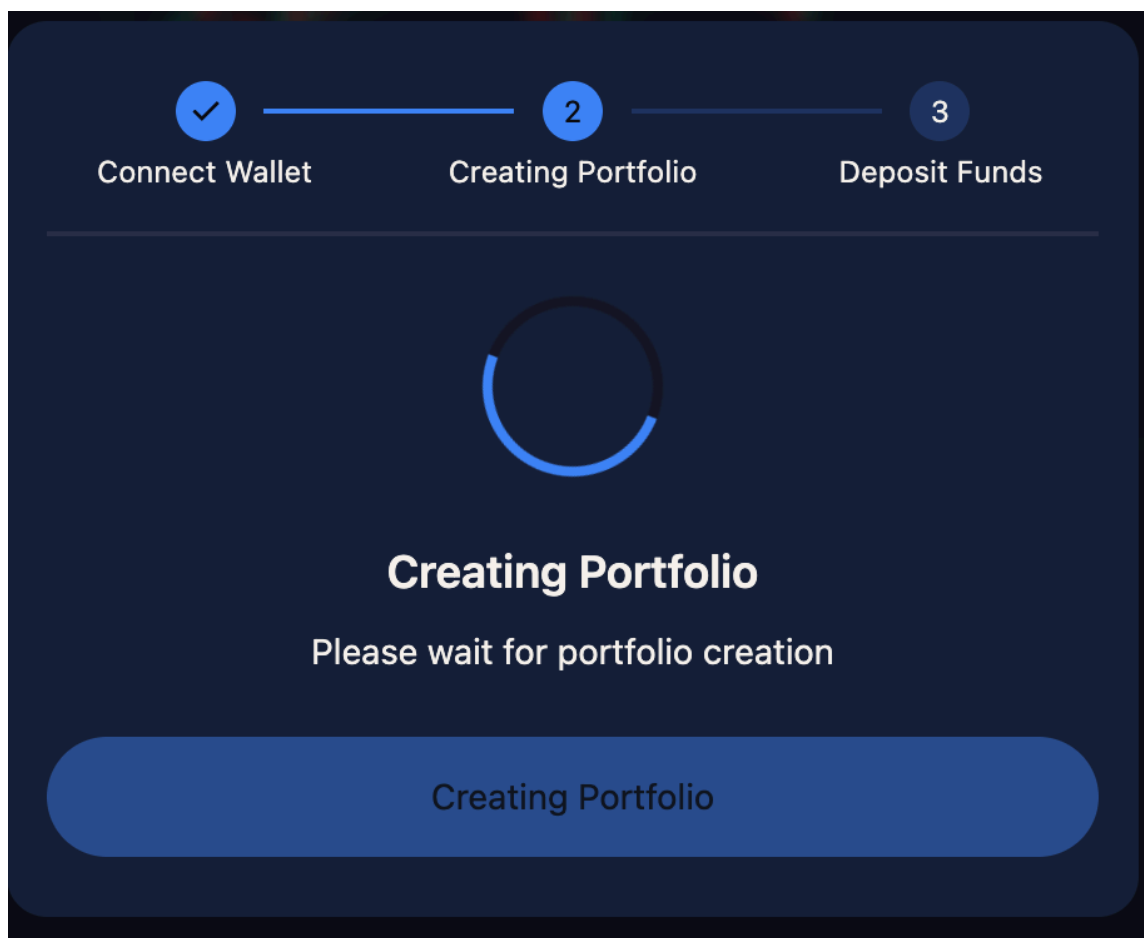 2
3
Connect Wallet
Creating Portfolio
Deposit Funds
Creating Portfolio
Please wait for portfolio creation
Creating Portfolio